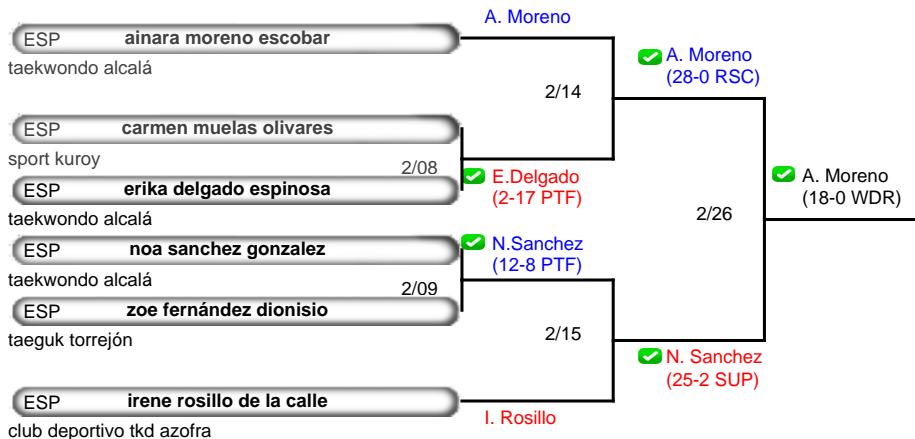 A. Moreno
ESP ainara moreno escobar
taekwondo alcalá
A. Moreno
(28-0 RSC)
2/14
ESP carmen muelas olivares
sport kuroy
2/08
E.Delgado
(2-17 PTF)
ESP erika delgado espinosa
taekwondo alcalá
A. Moreno
(18-0 WDR)
2/26
ESP noa sanchez gonzalez
taekwondo alcalá
N.Sanchez
(12-8 PTF)
2/09
ESP zoe fernández dionisio
taeguk torrejón
2/15
N. Sanchez
(25-2 SUP)
ESP irene rosillo de la calle
club deportivo tkd azofra
I. Rosillo